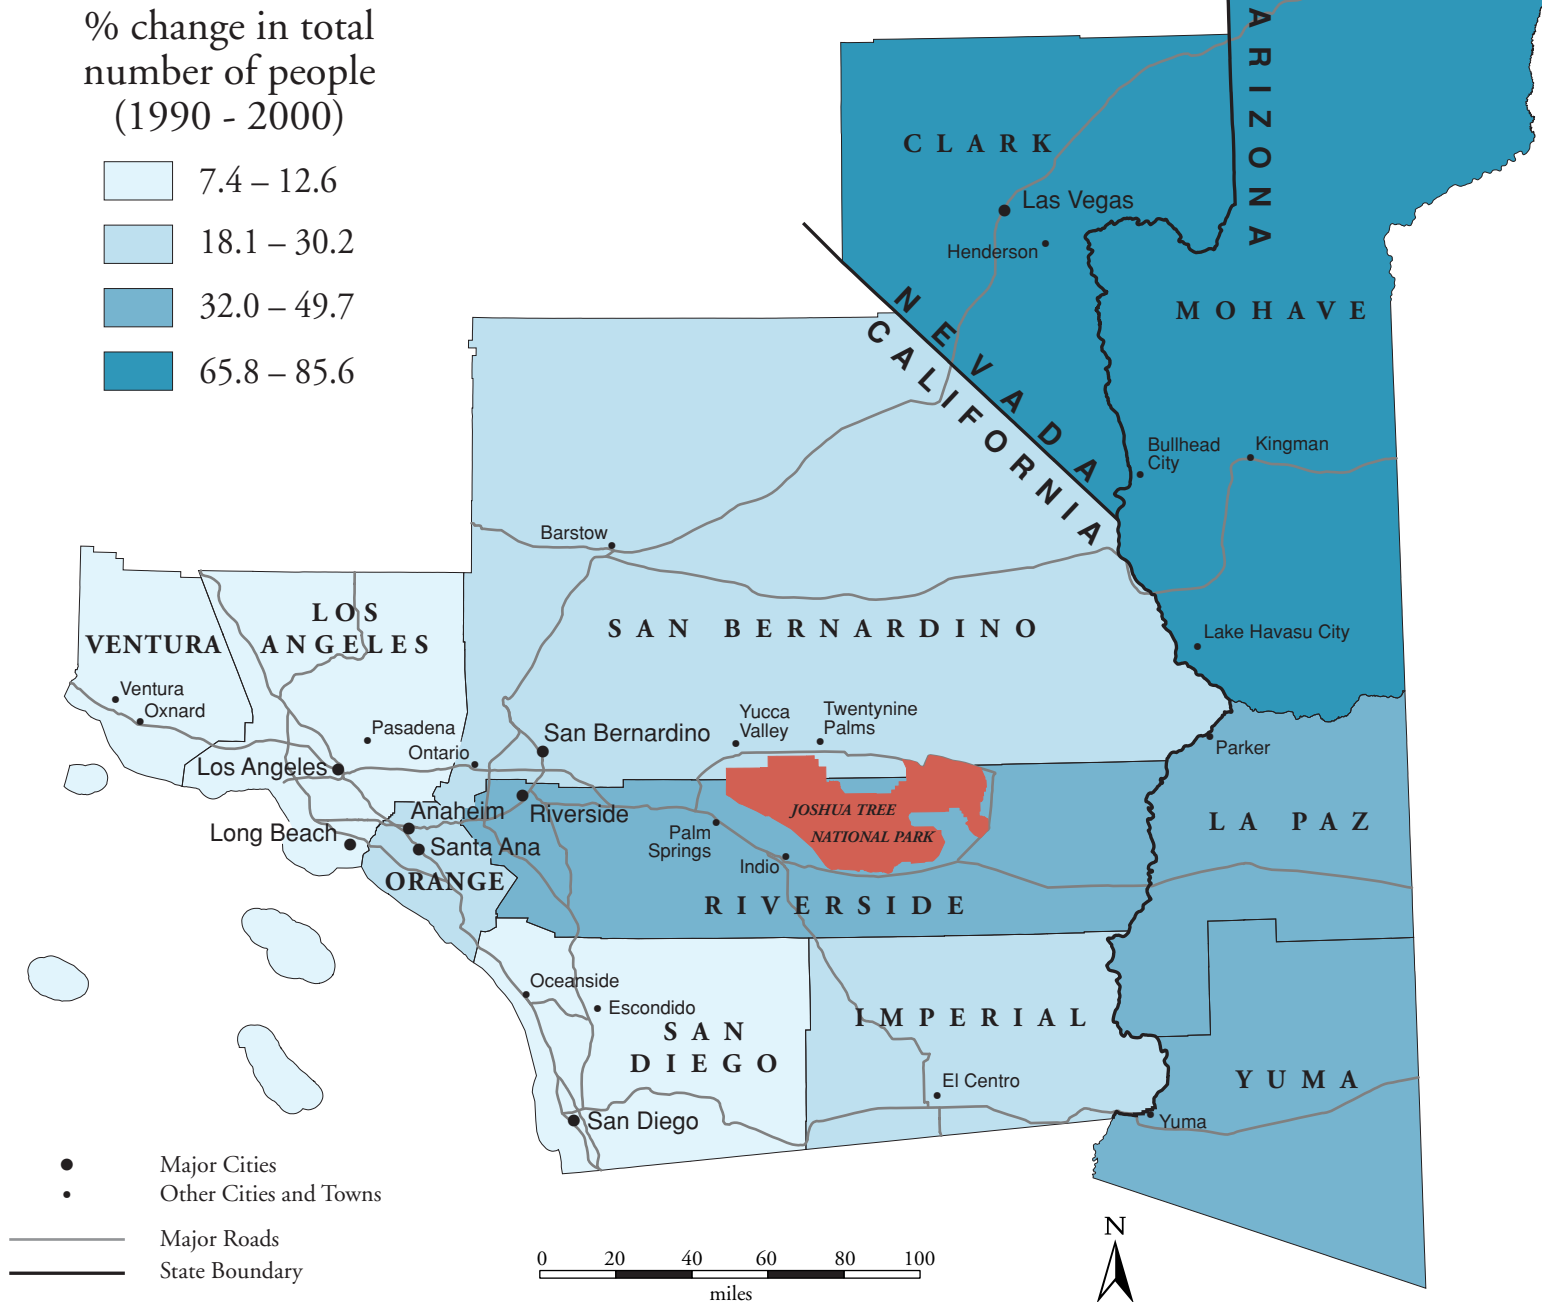 % change in total
number of people
(1990 - 2000)
7.4 – 12.6
18.1 – 30.2
32.0 – 49.7
65.8 – 85.6
ARIZONA
CLARK
Las Vegas
Henderson
MOHAVE
NEVADA
CALIFORNIA
Bullhead
City
Kingman
Barstow
LOS
ANGELES
VENTURA
SAN BERNARDINO
Lake Havasu City
Ventura
Oxnard
Pasadena
Ontario
San Bernardino
Yucca
Valley
Twentynine
Palms
Parker
Los Angeles
Anaheim
Riverside
JOSHUA TREE
NATIONAL PARK
LA PAZ
Long Beach
Santa Ana
Palm
Springs
Indio
ORANGE
RIVERSIDE
Oceanside
Escondido
SAN
DIEGO
IMPERIAL
El Centro
YUMA
San Diego
Yuma
Major Cities
Other Cities and Towns
Major Roads
State Boundary
0 20 40 60 80 100
miles
N